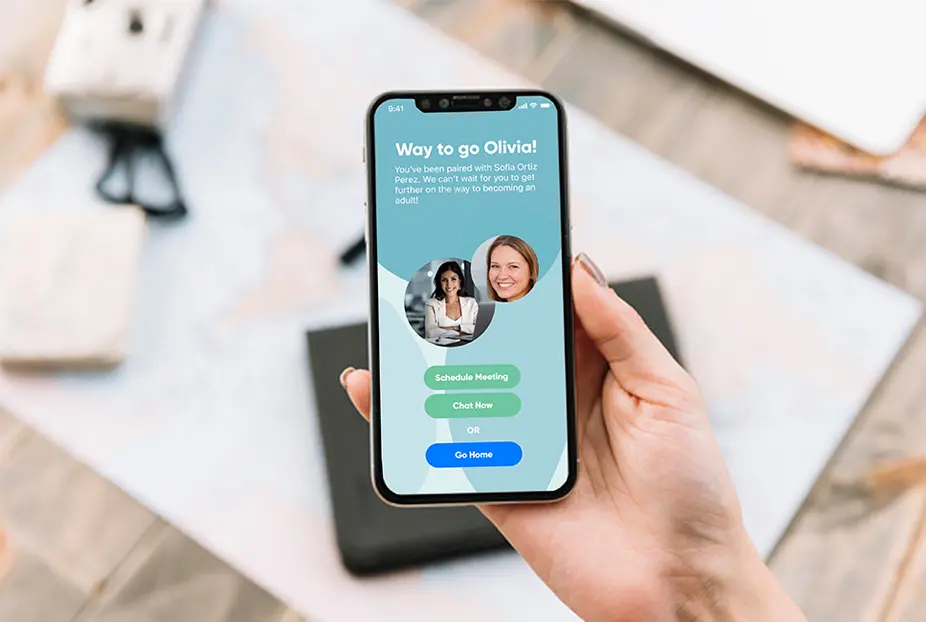 9:41
Way to go Olivia!
You've been paired with Sofia Ortiz
Perez. We can't wait for you to get
further on the way to becoming an
adult!
Schedule Meeting
Chat Now
OR
Go Home